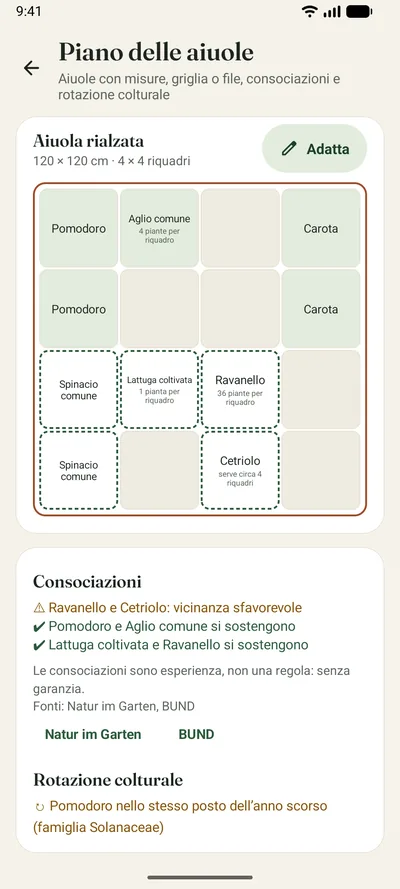 9:41
Piano delle aiuole
Aiuole con misure, griglia o file, consociazioni e
rotazione colturale
Aiuola rialzata
120 × 120 cm · 4 × 4 riquadri
Adatta
Pomodoro
Aglio comune
4 piante per
riquadro
Carota
Pomodoro
Carota
Spinacio
comune
Lattuga coltivata
1 pianta per
riquadro
Ravanello
36 piante per
riquadro
Spinacio
comune
Cetriolo
serve circa 4
riquadri
Consociazioni
⚠ Ravanello e Cetriolo: vicinanza sfavorevole
✔ Pomodoro e Aglio comune si sostengono
✔ Lattuga coltivata e Ravanello si sostengono
Le consociazioni sono esperienza, non una regola: senza
garanzia.
Fonti: Natur im Garten, BUND
Natur im Garten BUND
Rotazione colturale
↻ Pomodoro nello stesso posto dell’anno scorso
(famiglia Solanaceae)